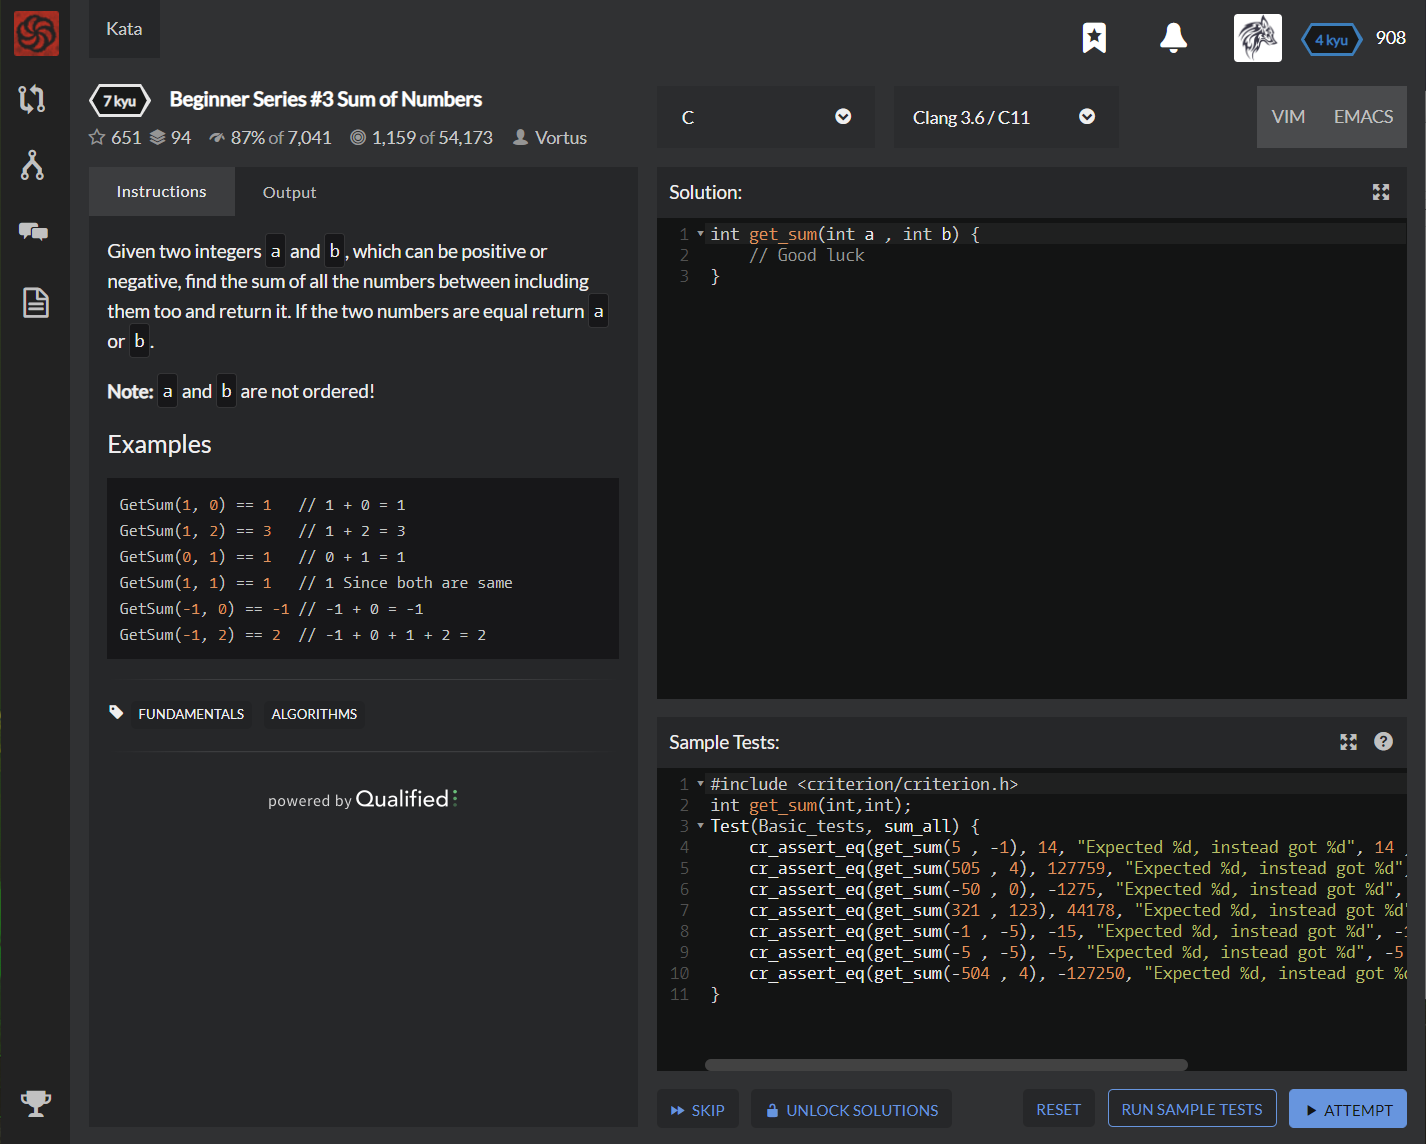 Kata
4 kyu 908
7 kyu Beginner Series #3 Sum of Numbers
651 94 87% of 7,041 1,159 of 54,173 Vortus
C
Clang 3.6 / C11
VIM EMACS
Instructions Output
Given two integers a and b, which can be positive or
negative, find the sum of all the numbers between including
them too and return it. If the two numbers are equal return a
or b.
Note: a and b are not ordered!
Examples
GetSum(1, 0) == 1   // 1 + 0 = 1
GetSum(1, 2) == 3   // 1 + 2 = 3
GetSum(0, 1) == 1   // 0 + 1 = 1
GetSum(1, 1) == 1   // 1 Since both are same
GetSum(-1, 0) == -1 // -1 + 0 = -1
GetSum(-1, 2) == 2  // -1 + 0 + 1 + 2 = 2
FUNDAMENTALS ALGORITHMS
powered by Qualified
Solution:
1 int get_sum(int a , int b) {
2     // Good luck
3 }
Sample Tests:
1 #include <criterion/criterion.h>
2 int get_sum(int,int);
3 Test(Basic_tests, sum_all) {
4     cr_assert_eq(get_sum(5 , -1), 14, "Expected %d, instead got %d", 14 ,
5     cr_assert_eq(get_sum(505 , 4), 127759, "Expected %d, instead got %d",
6     cr_assert_eq(get_sum(-50 , 0), -1275, "Expected %d, instead got %d",
7     cr_assert_eq(get_sum(321 , 123), 44178, "Expected %d, instead got %d"
8     cr_assert_eq(get_sum(-1 , -5), -15, "Expected %d, instead got %d", -1
9     cr_assert_eq(get_sum(-5 , -5), -5, "Expected %d, instead got %d", -5
10     cr_assert_eq(get_sum(-504 , 4), -127250, "Expected %d, instead got %d
11 }
SKIP UNLOCK SOLUTIONS RESET RUN SAMPLE TESTS ATTEMPT